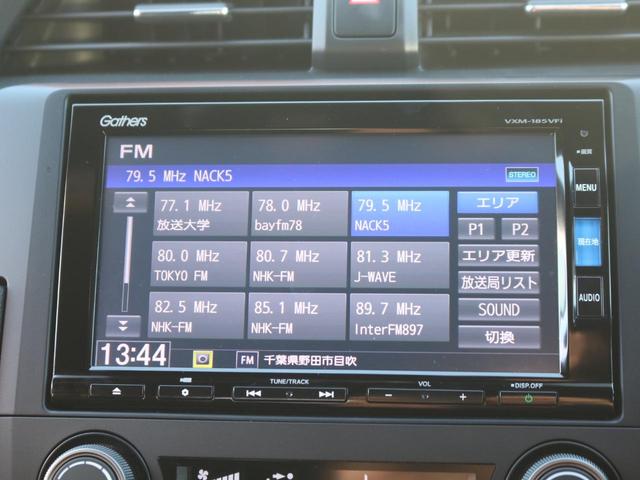 Gathers
VXM-185VFi
FM
79.5 MHz NACK5
STEREO
77.1 MHz
放送大学
78.0 MHz
bayfm78
79.5 MHz
NACK5
エリア
P1
P2
80.0 MHz
TOKYO FM
80.7 MHz
NHK-FM
81.3 MHz
J-WAVE
エリア更新
放送局リスト
82.5 MHz
NHK-FM
85.1 MHz
NHK-FM
89.7 MHz
InterFM897
SOUND
切換
13:44
FM
千葉県野田市目吹
画質
MENU
現在地
AUDIO
TUNE/TRACK
VOL
DISP.OFF